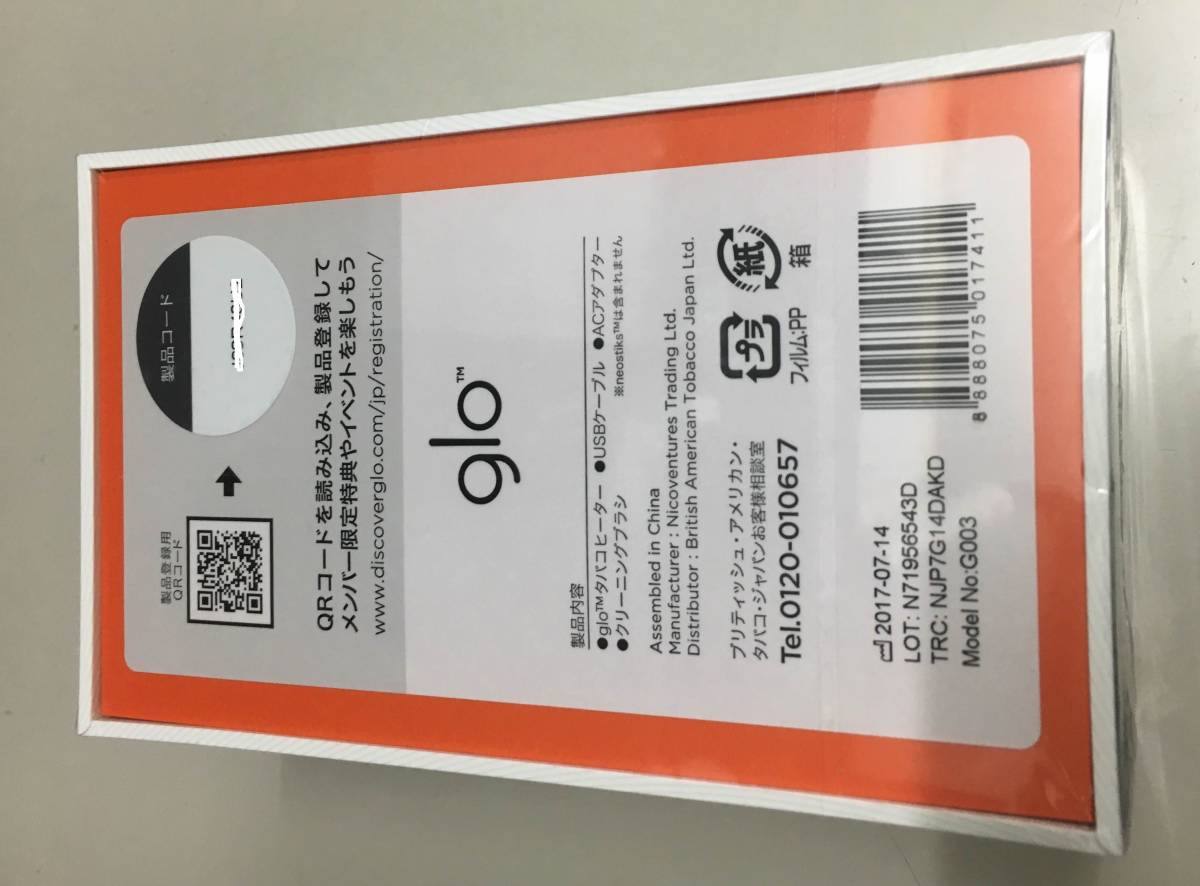 製品登録用
QRコード
製品コード
QRコードを読み込み、製品登録して
メンバー限定特典やイベントを楽しもう
www.discoverglo.com/jp/registration/
glo™
製品内容
●glo™タバコヒーター ●USBケーブル ●ACアダプター
●クリーニングブラシ ※neostiks™は含まれません
Assembled in China
Manufacturer : Nicoventures Trading Ltd.
Distributor : British American Tobacco Japan Ltd.
ブリティッシュ・アメリカン・
タバコ・ジャパンお客様相談室
Tel.0120-010657
プラ
フィルム:PP
紙
箱
2017-07-14
LOT: N71956543D
TRC: NJP7G14DAKD
Model No:G003
8 888075 017411